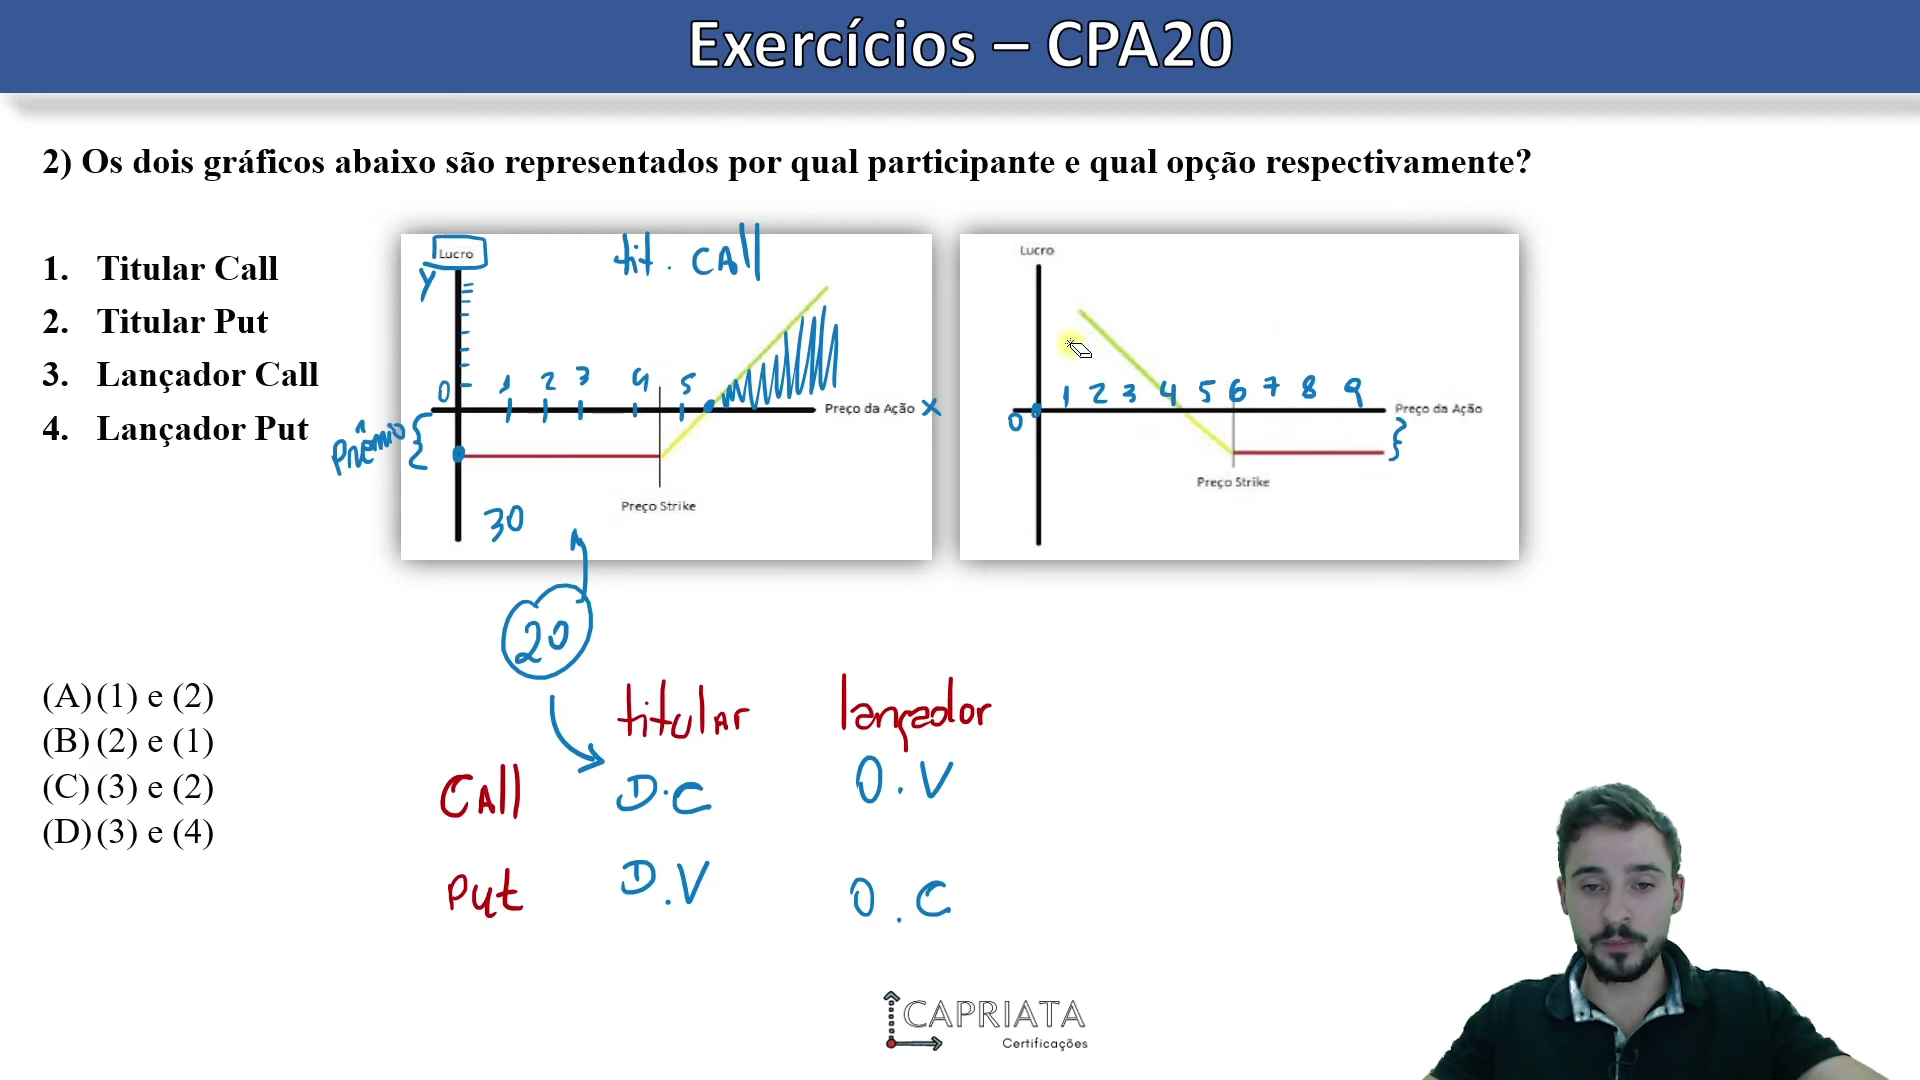 Exercícios – CPA20
2) Os dois gráficos abaixo são representados por qual participante e qual opção respectivamente?
1. Titular Call
2. Titular Put
3. Lançador Call
4. Lançador Put
Lucro
y
tit. CAll
0
1 2 3 4 5
Preço da Ação x
Prêmio
Preço Strike
30
20
Lucro
1 2 3 4 5 6 7 8 9
0
Preço da Ação
Preço Strike
(A) (1) e (2)
(B) (2) e (1)
(C) (3) e (2)
(D) (3) e (4)
titular lançador
CAll D.C O.V
Put D.V O.C
CAPRIATA
Certificações